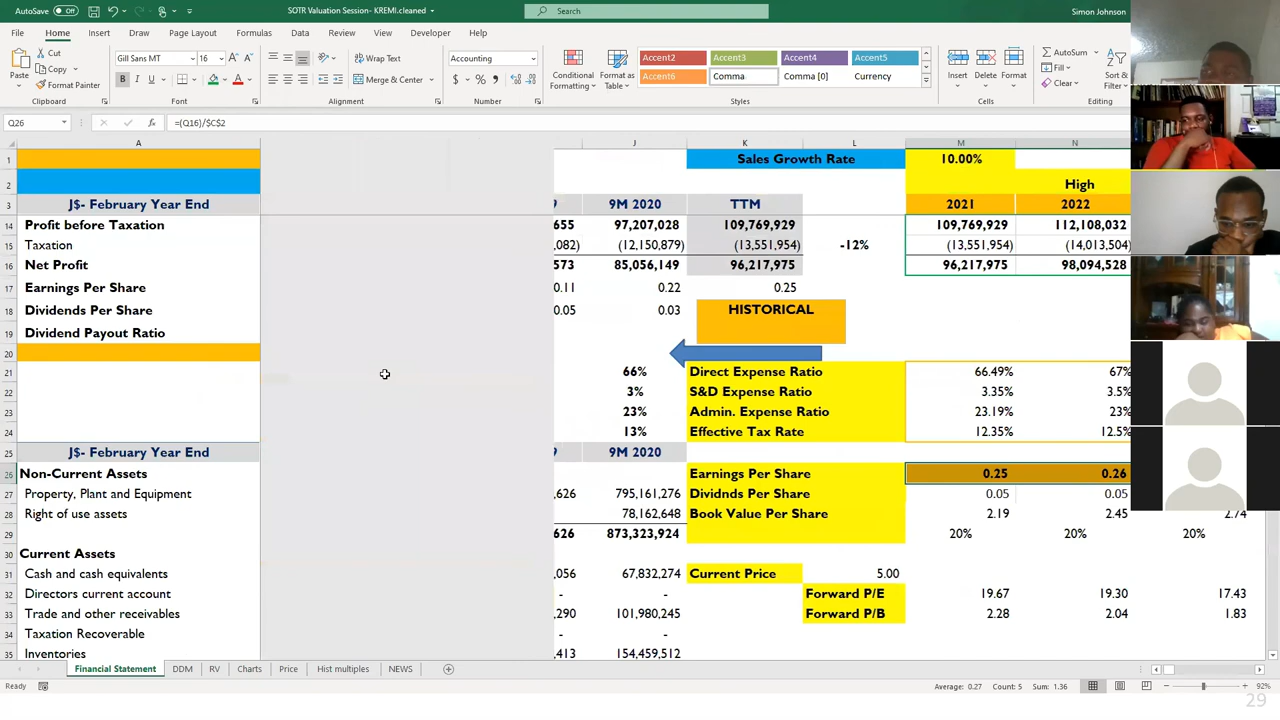 AutoSave Off SOTR Valuation Session- KREMI.cleaned Search Simon Johnson
File Home Insert Draw Page Layout Formulas Data Review View Developer Help
Cut
Copy
Format Painter
Paste
Clipboard
Gill Sans MT 16
B I U
Font
Wrap Text
Merge & Center
Alignment
Accounting
$ % ,
Number
Conditional Formatting
Format as Table
Accent2 Accent3 Accent4 Accent5
Accent6 Comma Comma [0] Currency
Styles
Insert Delete Format
Cells
AutoSum
Fill
Clear
Sort &
Filter
Editing
Q26 =(Q16)/$C$2
A J K L M N
1 Sales Growth Rate 10.00%
2 High
3 J$- February Year End 9M 2020 TTM 2021 2022
14 Profit before Taxation 655 97,207,028 109,769,929 109,769,929 112,108,032
15 Taxation ,082) (12,150,879) (13,551,954) -12% (13,551,954) (14,013,504)
16 Net Profit 573 85,056,149 96,217,975 96,217,975 98,094,528
17 Earnings Per Share 0.11 0.22 0.25
18 Dividends Per Share 0.05 0.03 HISTORICAL
19 Dividend Payout Ratio
20
21 66% Direct Expense Ratio 66.49% 67%
22 3% S&D Expense Ratio 3.35% 3.5%
23 23% Admin. Expense Ratio 23.19% 23%
24 13% Effective Tax Rate 12.35% 12.5%
25 J$- February Year End 9M 2020
26 Non-Current Assets Earnings Per Share 0.25 0.26
27 Property, Plant and Equipment ,626 795,161,276 Dividnds Per Share 0.05 0.05
28 Right of use assets 78,162,648 Book Value Per Share 2.19 2.45 2.74
29 626 873,323,924 20% 20% 20%
30 Current Assets
31 Cash and cash equivalents ,056 67,832,274 Current Price 5.00
32 Directors current account - Forward P/E 19.67 19.30 17.43
33 Trade and other receivables ,290 101,980,245 Forward P/B 2.28 2.04 1.83
34 Taxation Recoverable - -
35 Inventories ,413 154,459,512
Financial Statement DDM RV Charts Price Hist multiples NEWS
Ready Average: 0.27 Count: 5 Sum: 1.36 92%
29